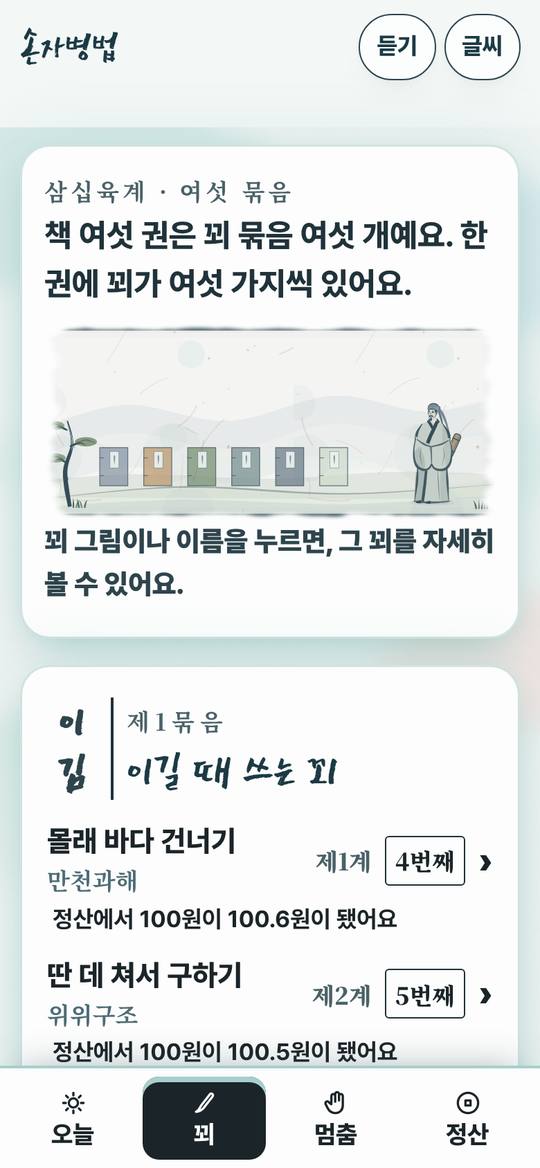 손자병법
듣기
글씨
삼십육계 · 여섯 묶음
책 여섯 권은 꾀 묶음 여섯 개예요. 한
권에 꾀가 여섯 가지씩 있어요.
꾀 그림이나 이름을 누르면, 그 꾀를 자세히
볼 수 있어요.
이김
제1묶음
이길 때 쓰는 꾀
몰래 바다 건너기
만천과해
제1계
4번째
›
정산에서 100원이 100.6원이 됐어요
딴 데 쳐서 구하기
위위구조
제2계
5번째
›
정산에서 100원이 100.5원이 됐어요
오늘
꾀
멈춤
정산